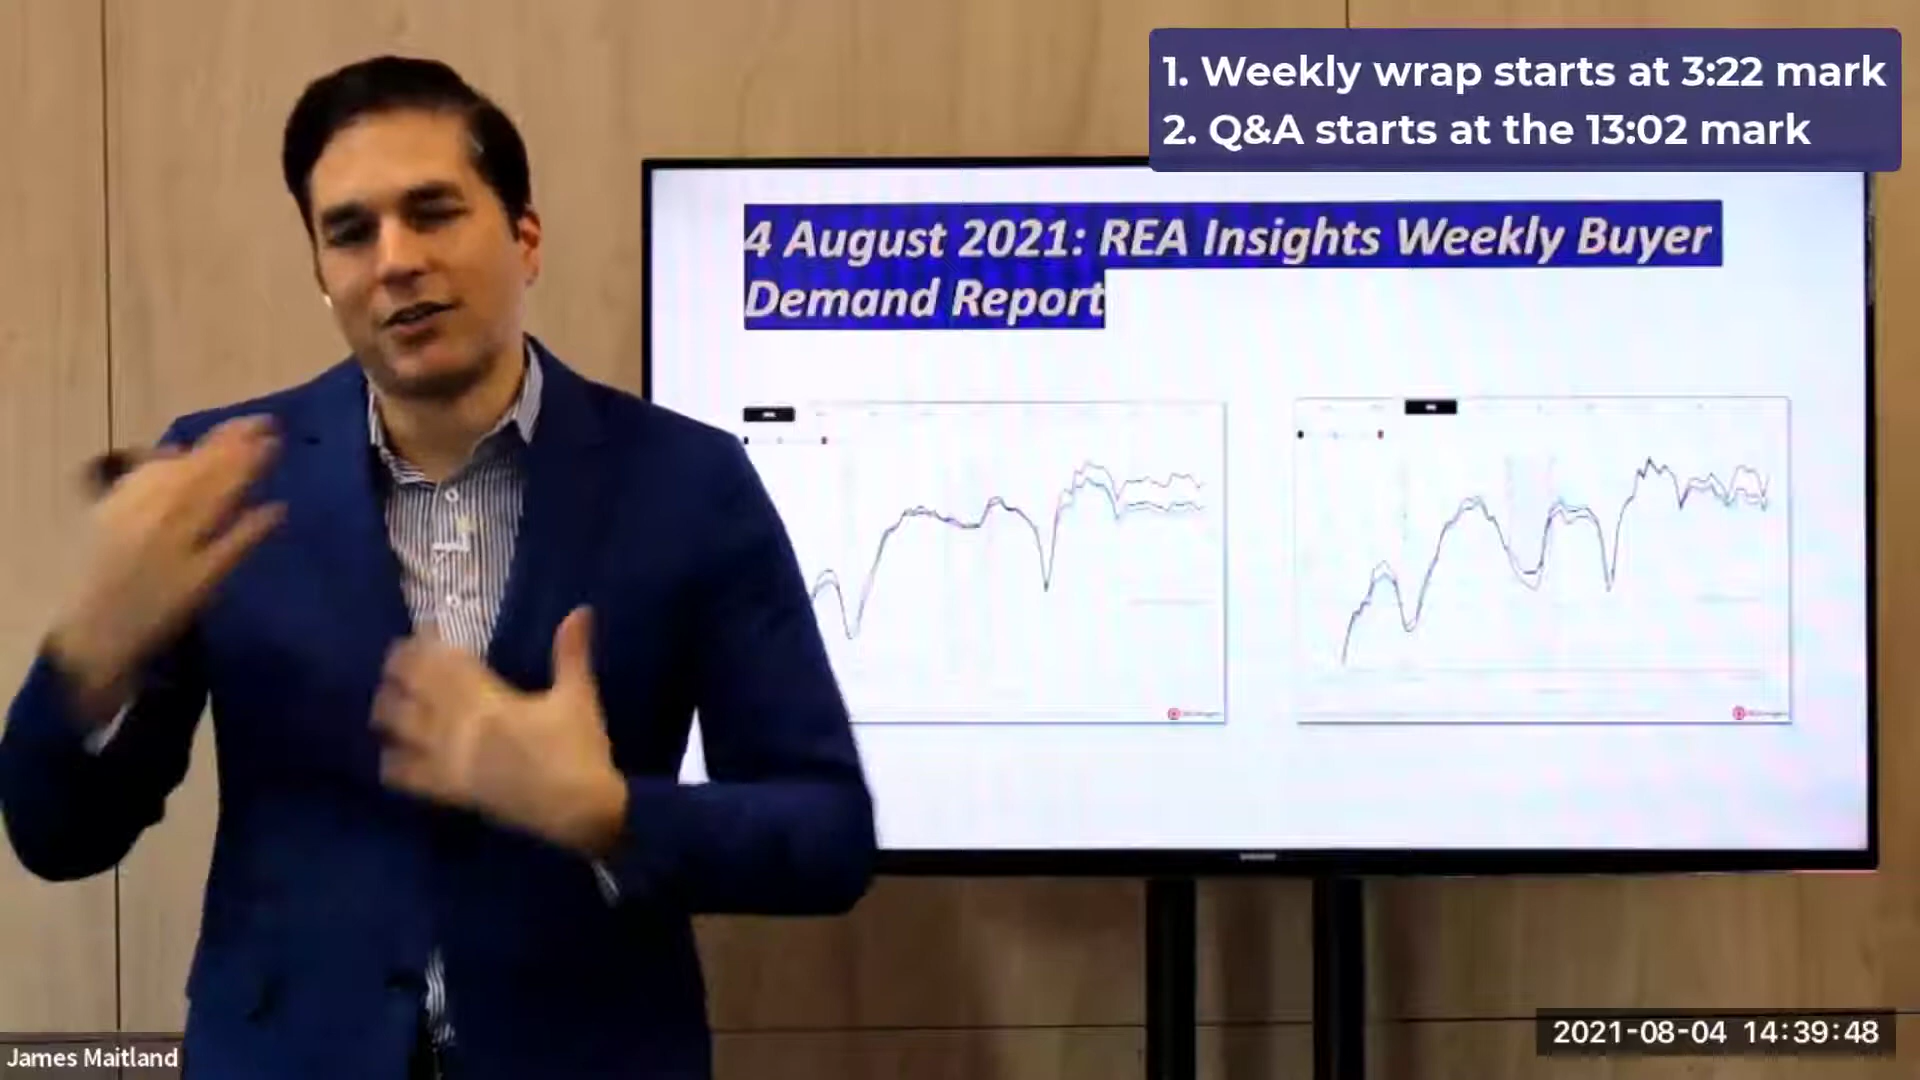 1. Weekly wrap starts at 3:22 mark
2. Q&A starts at the 13:02 mark
4 August 2021: REA Insights Weekly Buyer
Demand Report
2021-08-04 14:39:48
James Maitland